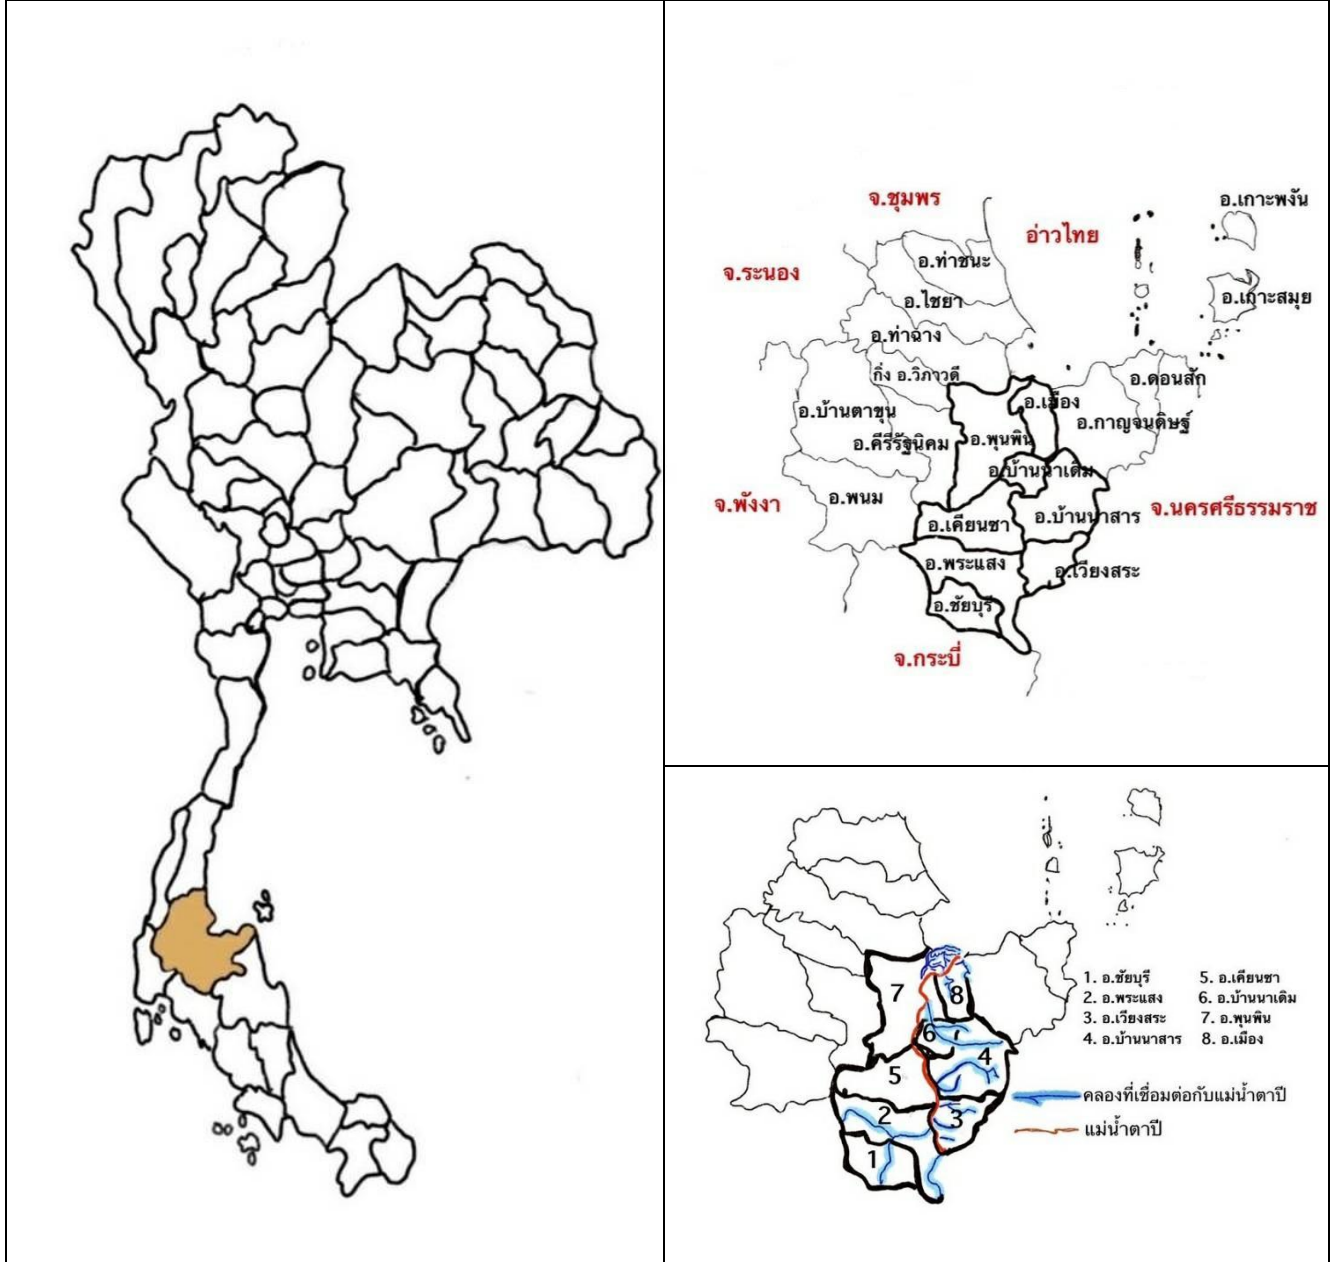 จ.ชุมพร
อ.เกาะพงัน
อ่าวไทย
อ.ท่าชนะ
จ.ระนอง
อ.ไชยา
อ.เกาะสมุย
อ.ท่าฉาง
กิ่ง อ.วิภาวดี
อ.ดอนสัก
อ.เมือง
อ.บ้านตาขุน
อ.กาญจนดิษฐ์
อ.คีรีรัฐนิคม
อ.พุนพิน
อ.บ้านนาเดิม
อ.พนม
จ.พังงา
จ.นครศรีธรรมราช
อ.เคียนซา
อ.บ้านนาสาร
อ.พระแสง
อ.เวียงสระ
อ.ชัยบุรี
จ.กระบี่
7
8
6
4
5
2
3
1
1. อ.ชัยบุรี 5. อ.เคียนซา
2. อ.พระแสง 6. อ.บ้านนาเดิม
3. อ.เวียงสระ 7. อ.พุนพิน
4. อ.บ้านนาสาร 8. อ.เมือง
คลองที่เชื่อมต่อกับแม่น้ำตาปี
แม่น้ำตาปี